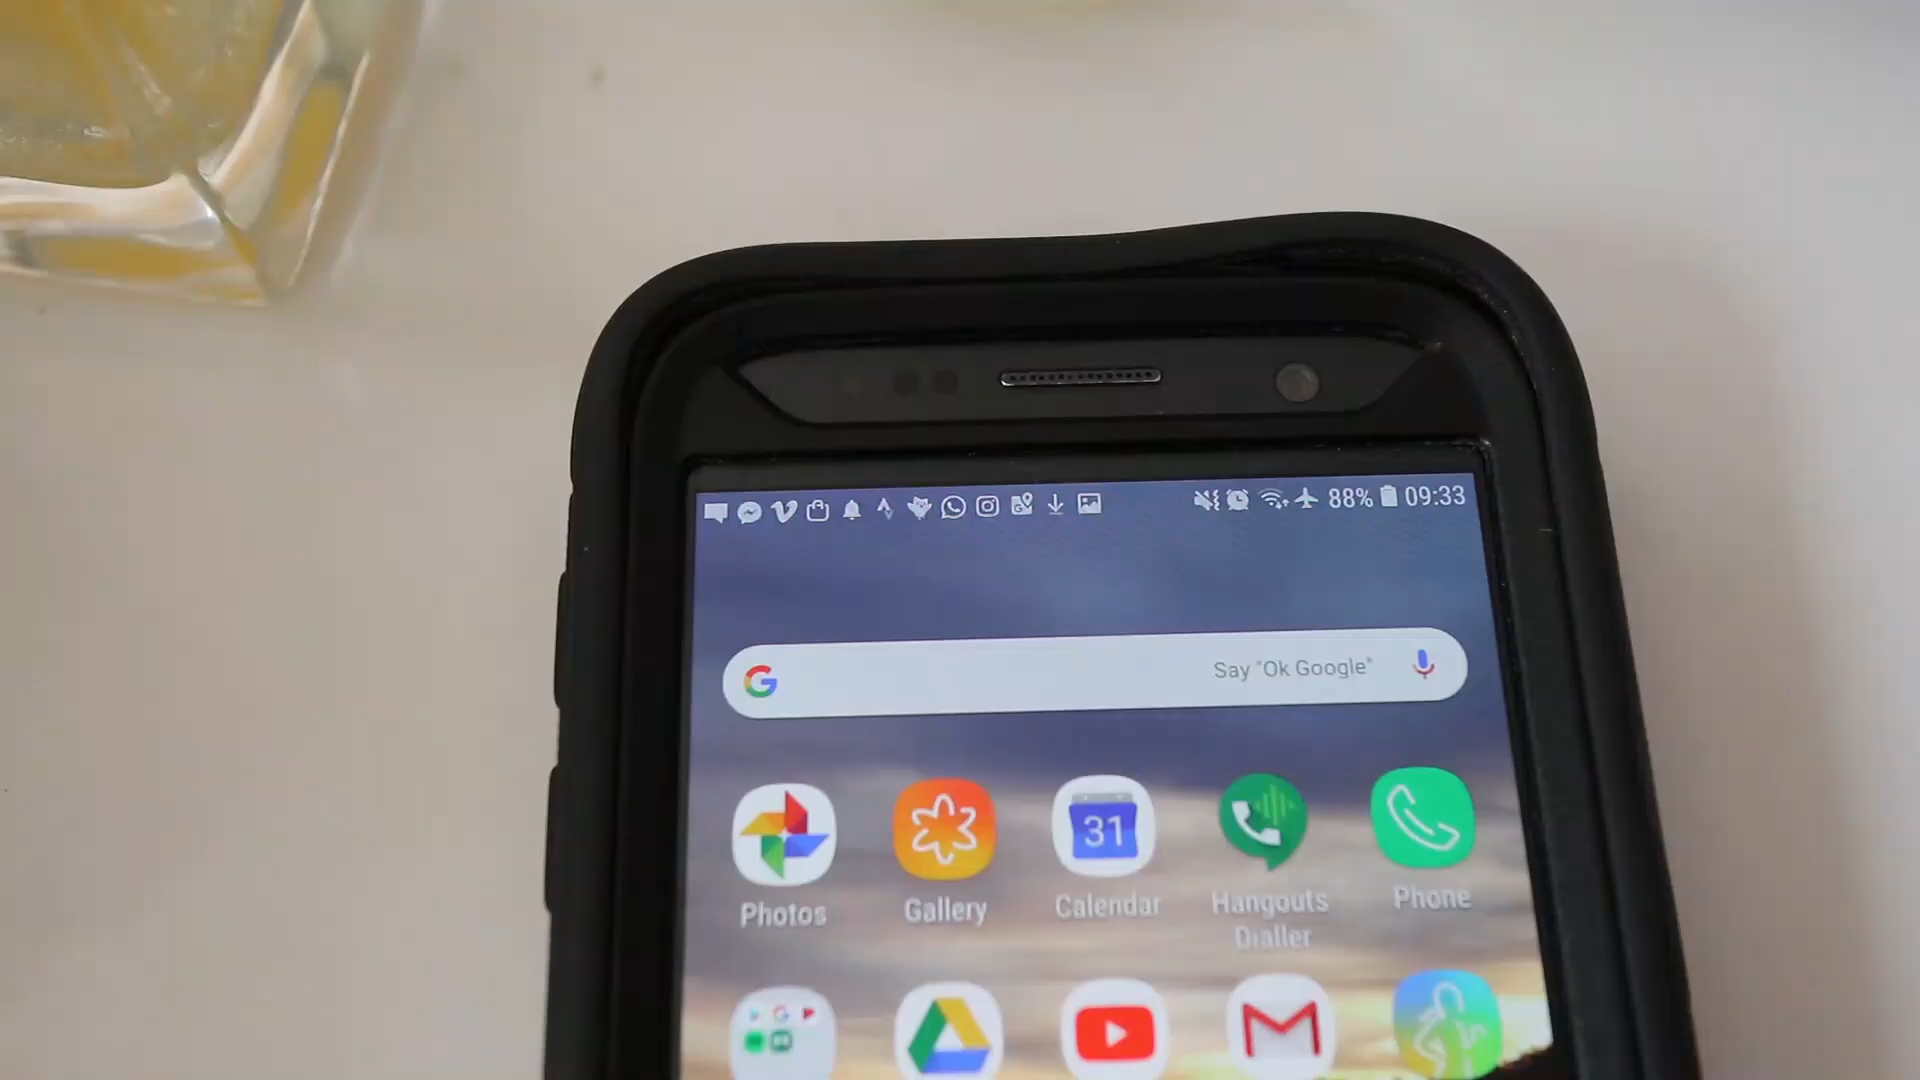 88% 09:33
Say "Ok Google"
31
Photos
Gallery
Calendar
Hangouts
Dialler
Phone